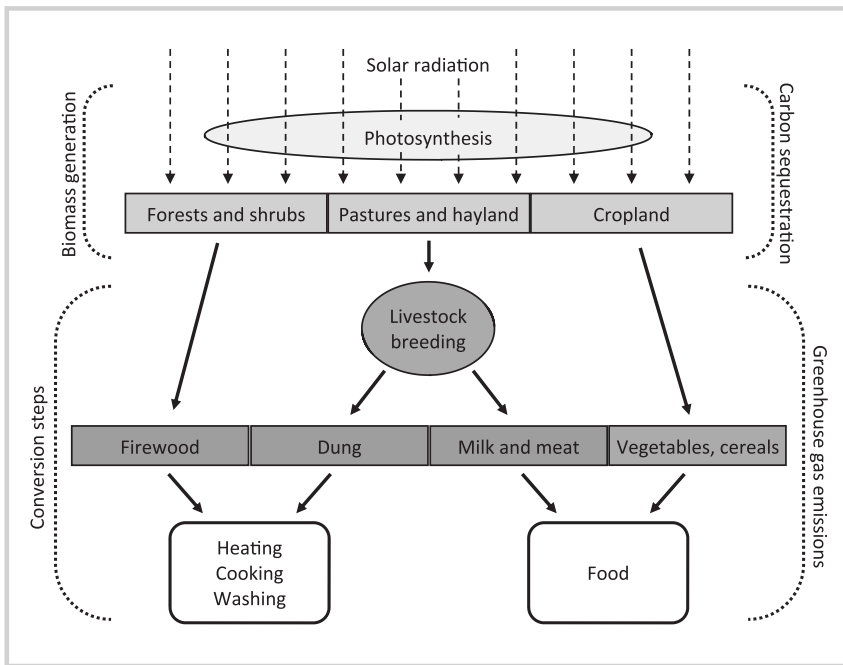 Solar radiation
Photosynthesis
Biomass generation
Carbon sequestration
Forests and shrubs
Pastures and hayland
Cropland
Livestock
breeding
Conversion steps
Greenhouse gas emissions
Firewood
Dung
Milk and meat
Vegetables, cereals
Heating
Cooking
Washing
Food